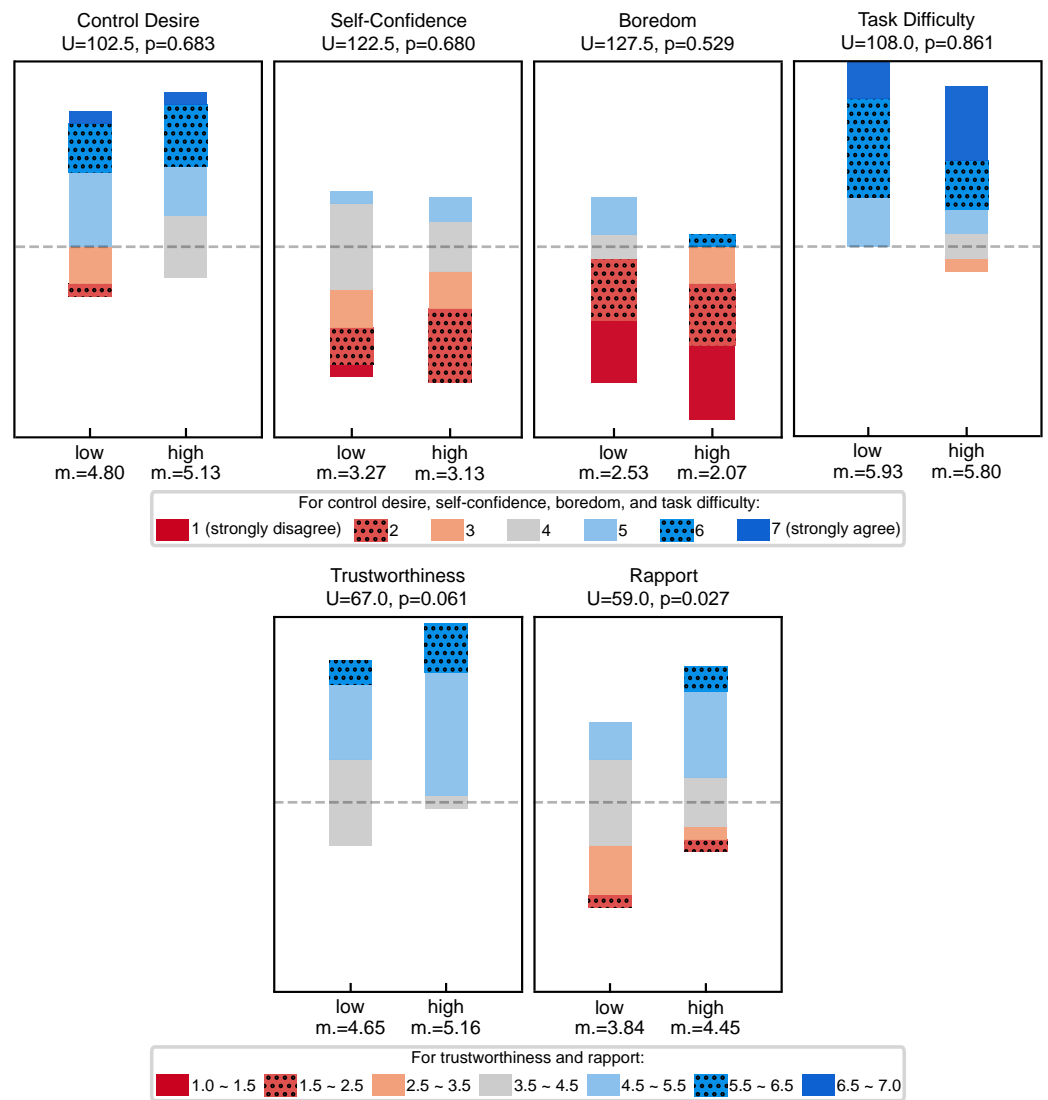 Control Desire
U=102.5, p=0.683
Self-Confidence
U=122.5, p=0.680
Boredom
U=127.5, p=0.529
Task Difficulty
U=108.0, p=0.861
low
m.=4.80
high
m.=5.13
low
m.=3.27
high
m.=3.13
low
m.=2.53
high
m.=2.07
low
m.=5.93
high
m.=5.80
For control desire, self-confidence, boredom, and task difficulty:
1 (strongly disagree) 2 3 4 5 6 7 (strongly agree)
Trustworthiness
U=67.0, p=0.061
Rapport
U=59.0, p=0.027
low
m.=4.65
high
m.=5.16
low
m.=3.84
high
m.=4.45
For trustworthiness and rapport:
1.0 ~ 1.5 1.5 ~ 2.5 2.5 ~ 3.5 3.5 ~ 4.5 4.5 ~ 5.5 5.5 ~ 6.5 6.5 ~ 7.0